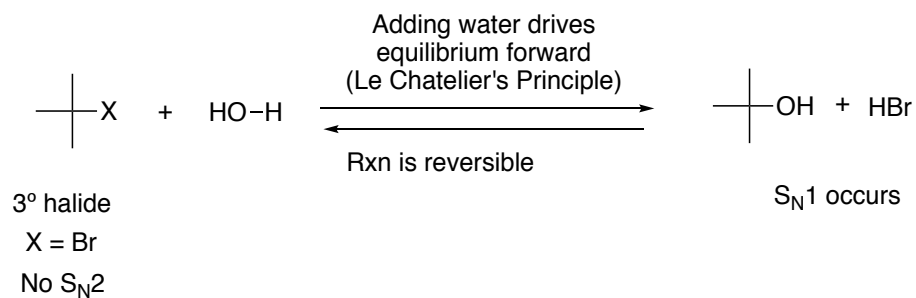 Adding water drives
equilibrium forward
(Le Chatelier's Principle)
X + HO–H
OH + HBr
Rxn is reversible
3º halide
X = Br
No SN2
SN1 occurs